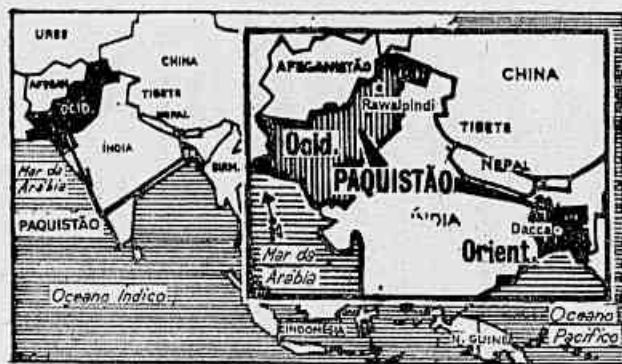 URSS
CHINA
AFEGAN.
OCID.
TIBETE
NEPAL
ÍNDIA
BIRM.
Mar da
Arábia
PAQUISTÃO
Oceano Índico
INDONÉSIA
N. GUINÉ
Oceano
Pacífico
AFEGANISTÃO
CHINA
Rawalpindi
TIBETE
Ocid.
NEPAL
PAQUISTÃO
ÍNDIA
Dacca
Orient.
Mar da
Arábia